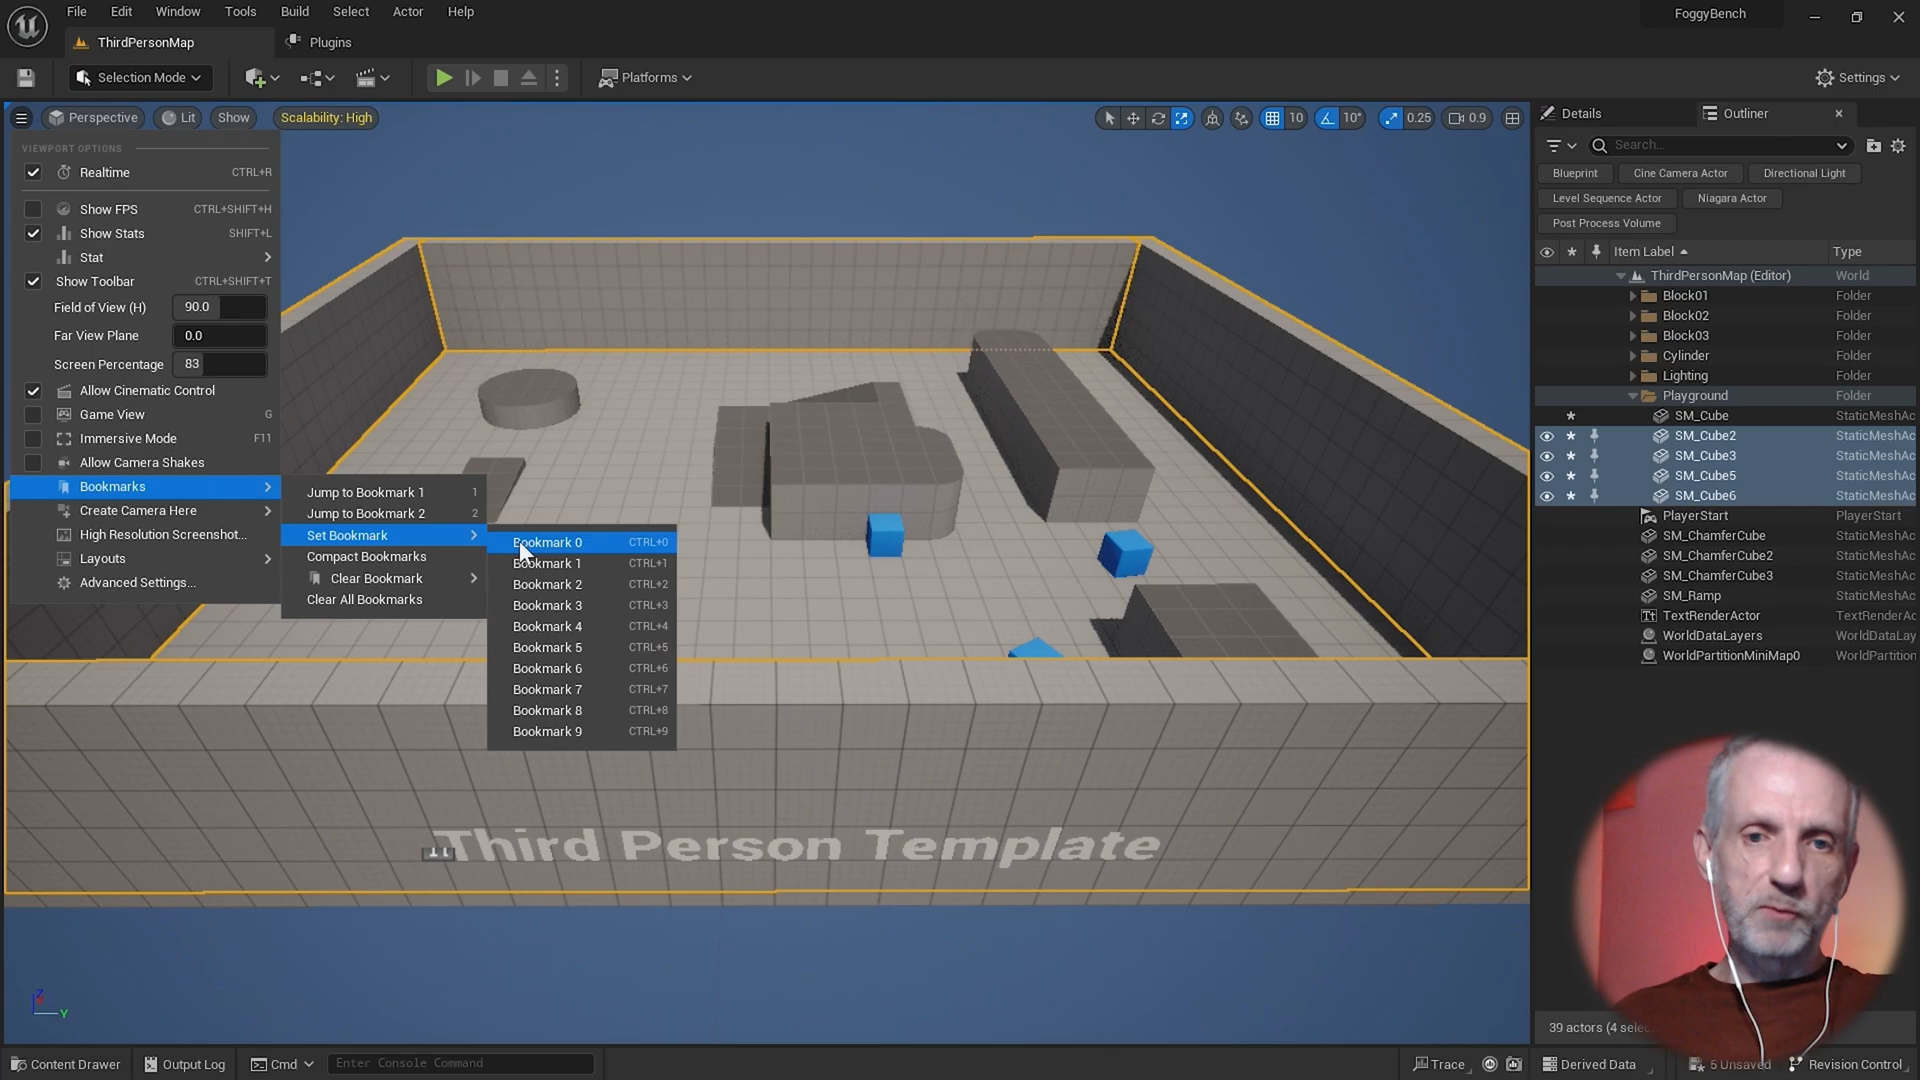 File Edit Window Tools Build Select Actor Help
FoggyBench
ThirdPersonMap
Plugins
Selection Mode
Platforms
Settings
Perspective
Lit
Show
Scalability: High
10
10°
0.25
0.9
Details
Outliner
Search...
Blueprint
Cine Camera Actor
Directional Light
Level Sequence Actor
Niagara Actor
Post Process Volume
Item Label
Type
ThirdPersonMap (Editor) World
Block01 Folder
Block02 Folder
Block03 Folder
Cylinder Folder
Lighting Folder
Playground Folder
SM_Cube StaticMeshAc
SM_Cube2 StaticMeshAc
SM_Cube3 StaticMeshAc
SM_Cube5 StaticMeshAc
SM_Cube6 StaticMeshAc
PlayerStart PlayerStart
SM_ChamferCube StaticMeshAc
SM_ChamferCube2 StaticMeshAc
SM_ChamferCube3 StaticMeshAc
SM_Ramp StaticMeshAc
TextRenderActor TextRenderAc
WorldDataLayers WorldDataLay
WorldPartitionMiniMap0 WorldPartition
39 actors (4 selec
VIEWPORT OPTIONS
Realtime CTRL+R
Show FPS CTRL+SHIFT+H
Show Stats SHIFT+L
Stat
Show Toolbar CTRL+SHIFT+T
Field of View (H) 90.0
Far View Plane 0.0
Screen Percentage 83
Allow Cinematic Control
Game View G
Immersive Mode F11
Allow Camera Shakes
Bookmarks
Create Camera Here
High Resolution Screenshot...
Layouts
Advanced Settings...
Jump to Bookmark 1 1
Jump to Bookmark 2 2
Set Bookmark
Compact Bookmarks
Clear Bookmark
Clear All Bookmarks
Bookmark 0 CTRL+0
Bookmark 1 CTRL+1
Bookmark 2 CTRL+2
Bookmark 3 CTRL+3
Bookmark 4 CTRL+4
Bookmark 5 CTRL+5
Bookmark 6 CTRL+6
Bookmark 7 CTRL+7
Bookmark 8 CTRL+8
Bookmark 9 CTRL+9
Third Person Template
Z
Y
Content Drawer
Output Log
Cmd
Enter Console Command
Trace
Derived Data
5 Unsaved
Revision Control